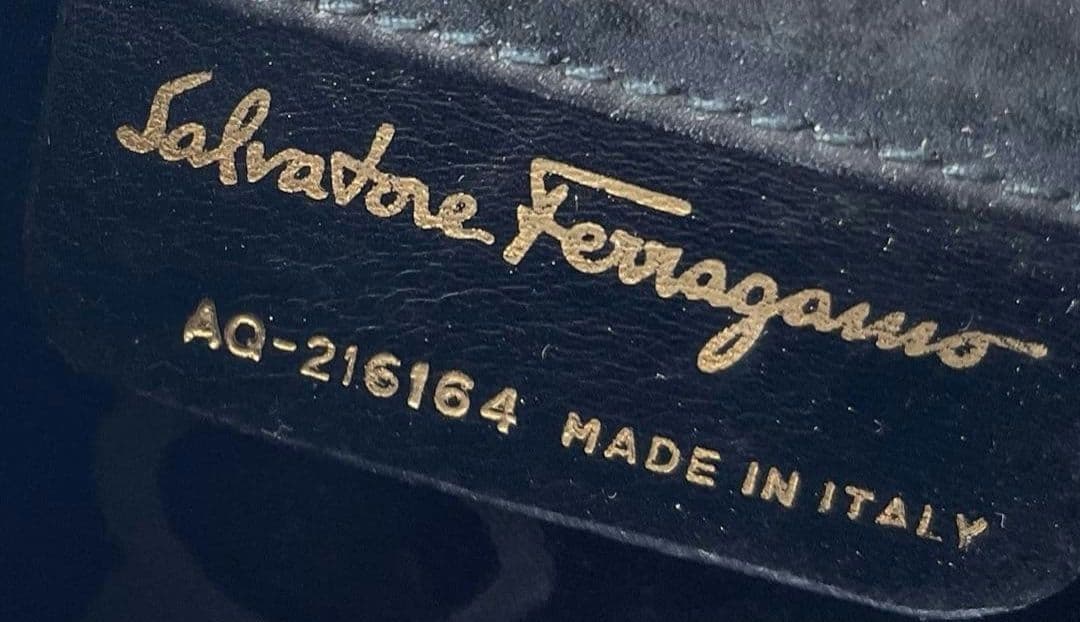 Salvatore Ferragamo
AQ-216164 MADE IN ITALY